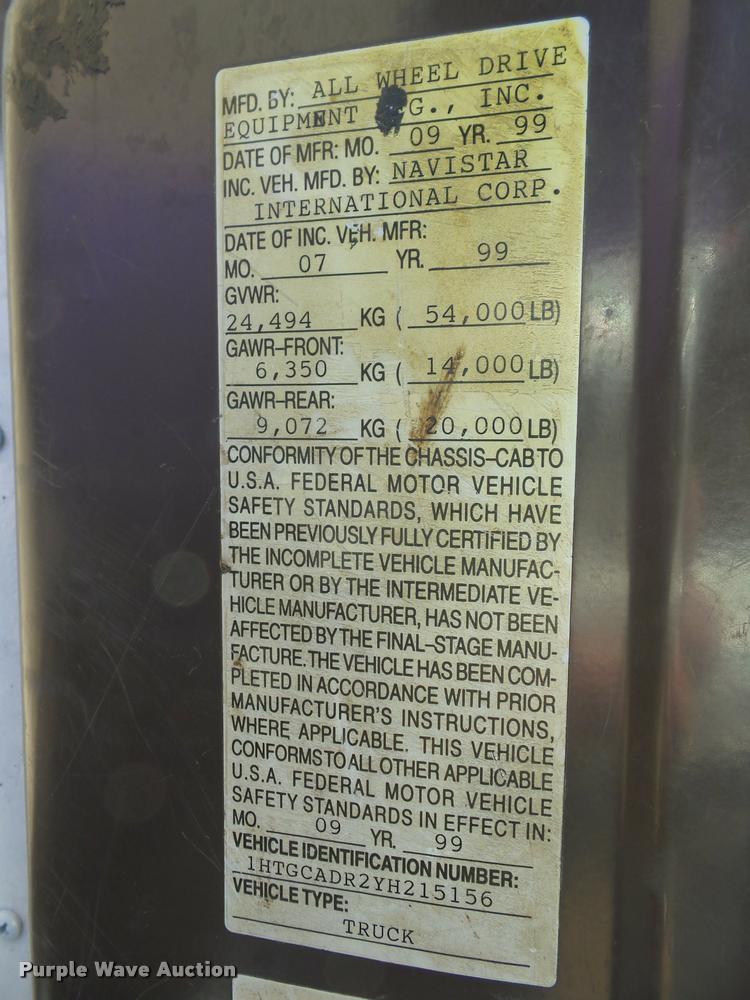 MFD. BY: ALL WHEEL DRIVE
EQUIPMENT G., INC.
DATE OF MFR: MO. 09 YR. 99
INC. VEH. MFD. BY: NAVISTAR
INTERNATIONAL CORP.
DATE OF INC. VEH. MFR:
MO. 07 YR. 99
GVWR:
24,494 KG ( 54,000 LB)
GAWR-FRONT:
6,350 KG ( 14,000 LB)
GAWR-REAR:
9,072 KG ( 20,000 LB)
CONFORMITY OF THE CHASSIS-CAB TO
U.S.A. FEDERAL MOTOR VEHICLE
SAFETY STANDARDS, WHICH HAVE
BEEN PREVIOUSLY FULLY CERTIFIED BY
THE INCOMPLETE VEHICLE MANUFAC-
TURER OR BY THE INTERMEDIATE VE-
HICLE MANUFACTURER, HAS NOT BEEN
AFFECTED BY THE FINAL-STAGE MANU-
FACTURE. THE VEHICLE HAS BEEN COM-
PLETED IN ACCORDANCE WITH PRIOR
MANUFACTURER'S INSTRUCTIONS,
WHERE APPLICABLE. THIS VEHICLE
CONFORMS TO ALL OTHER APPLICABLE
U.S.A. FEDERAL MOTOR VEHICLE
SAFETY STANDARDS IN EFFECT IN:
MO. 09 YR. 99
VEHICLE IDENTIFICATION NUMBER:
1HTGCADR2YH215156
VEHICLE TYPE:
TRUCK
Purple Wave Auction